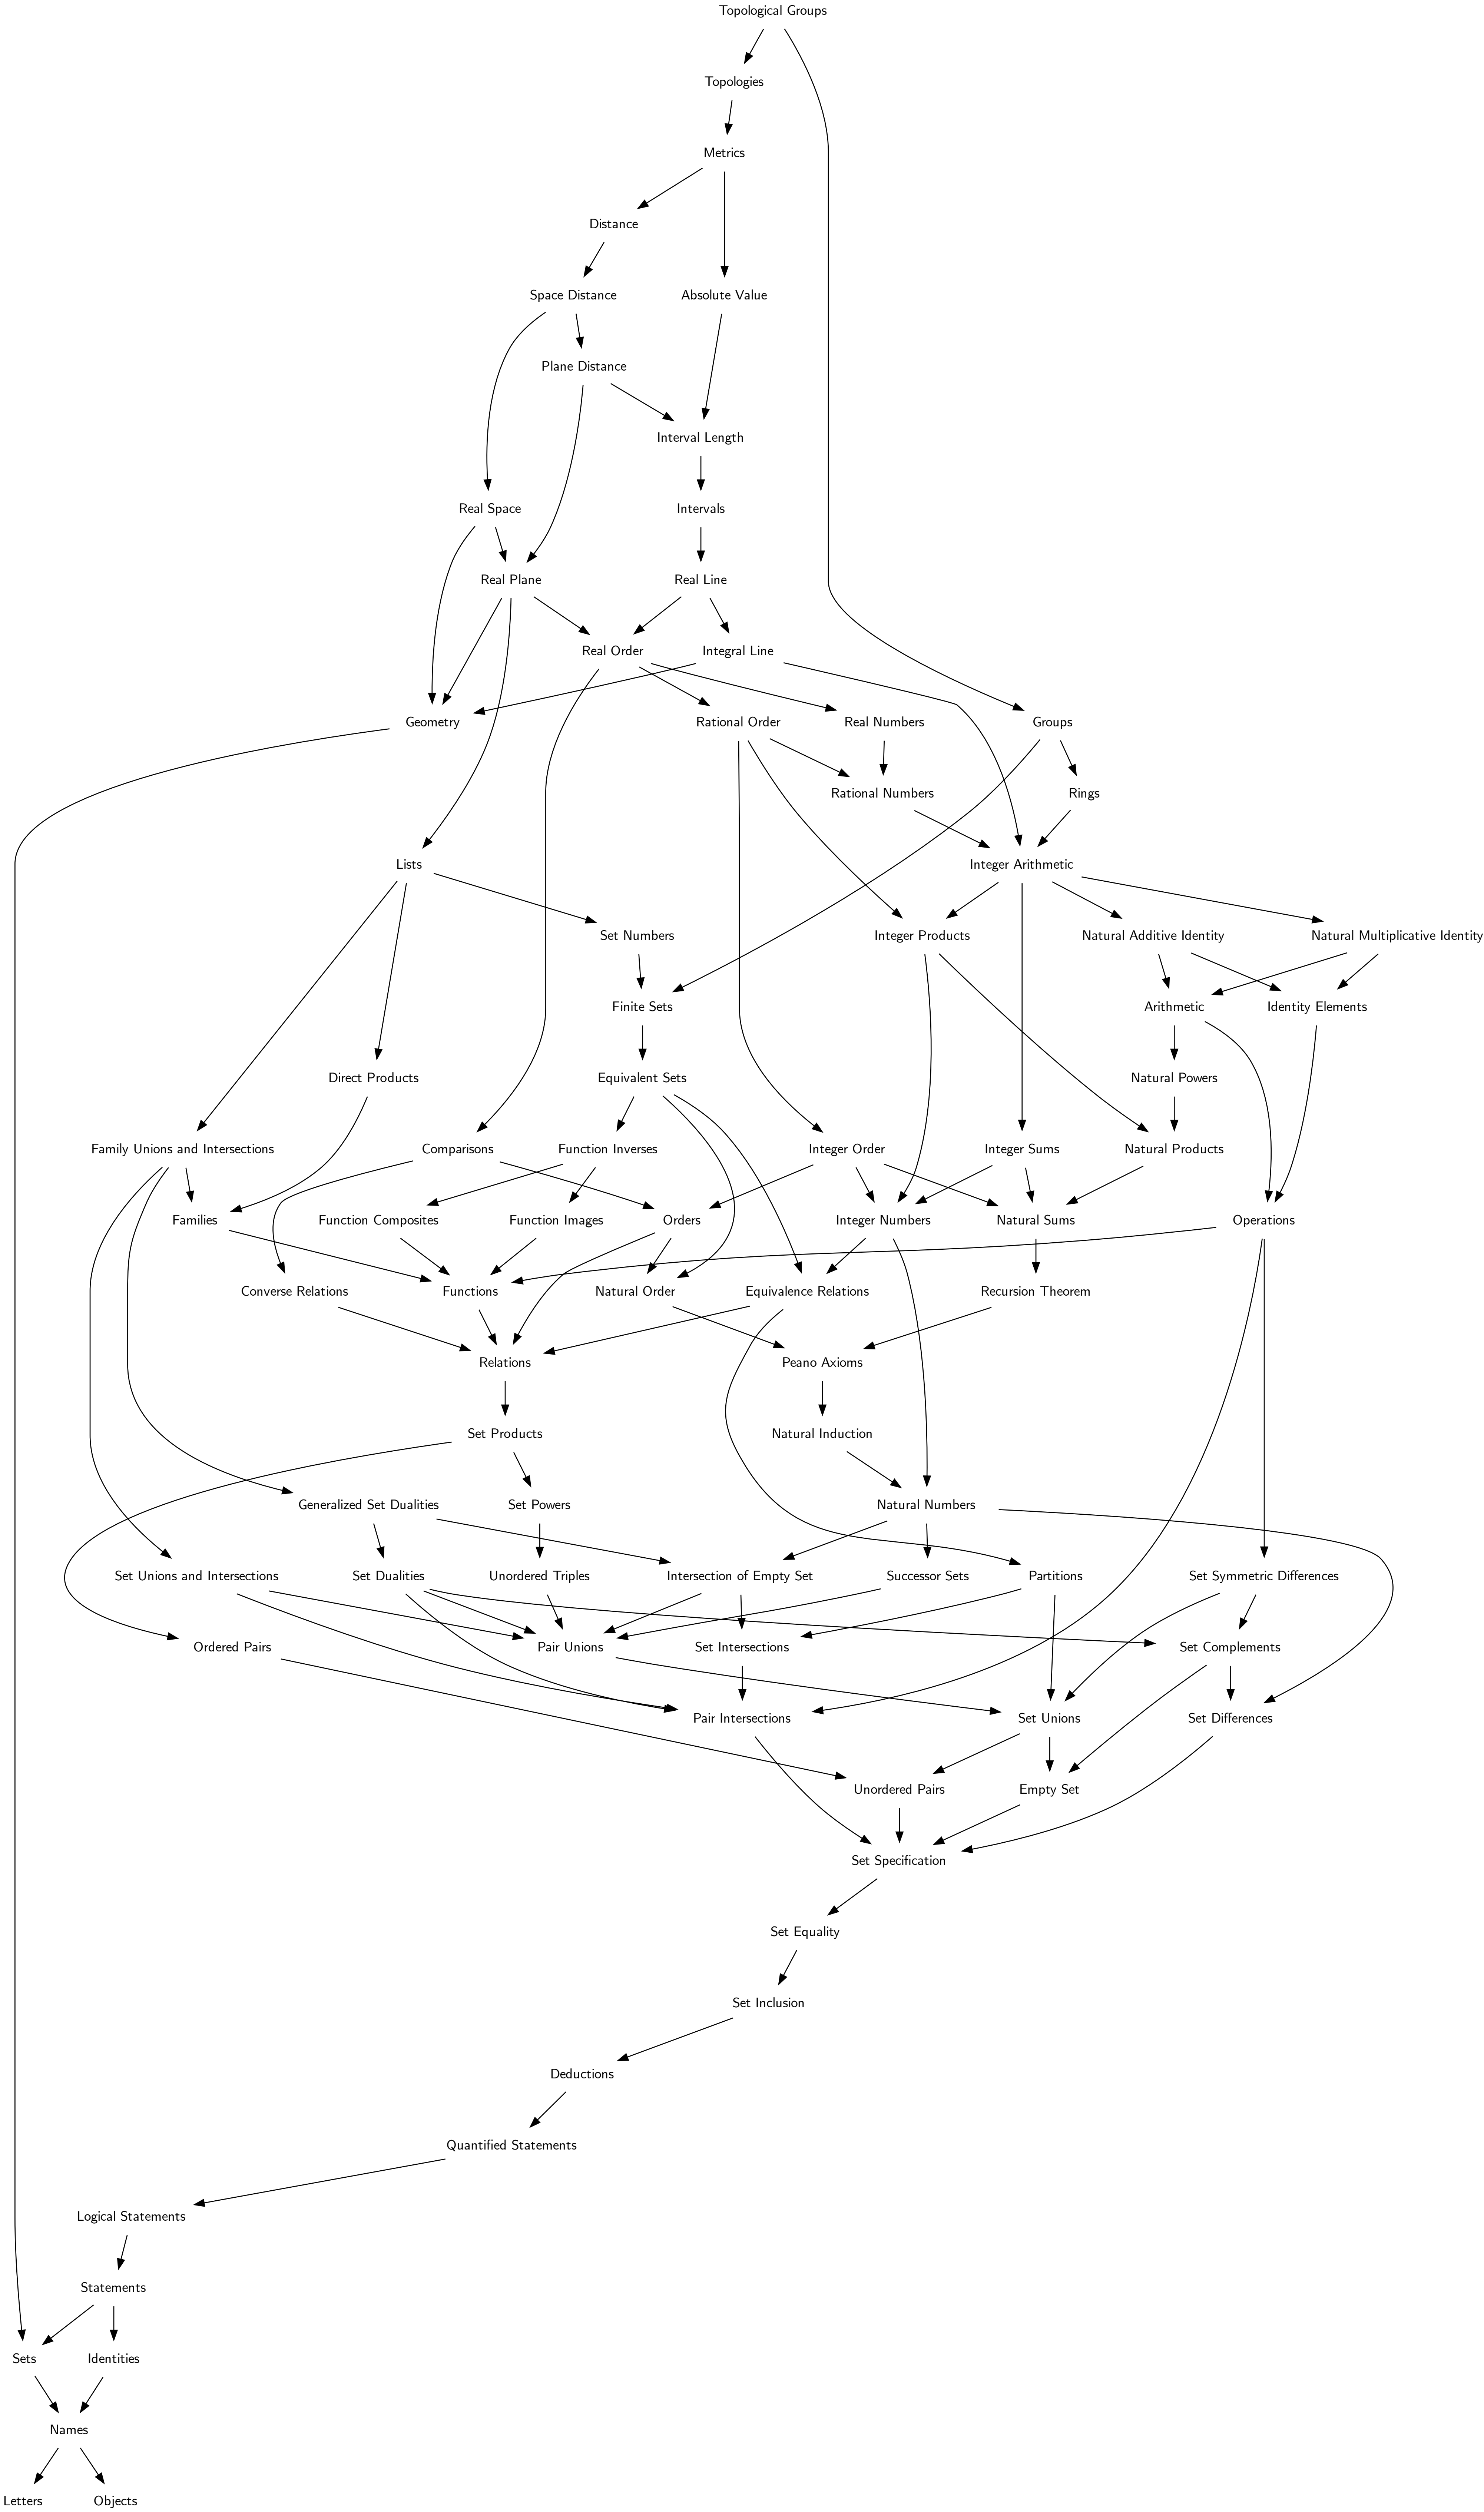 Topological Groups
Topologies
Metrics
Distance
Space Distance
Absolute Value
Plane Distance
Interval Length
Real Space
Intervals
Real Plane
Real Line
Real Order
Integral Line
Geometry
Rational Order
Real Numbers
Groups
Rational Numbers
Rings
Lists
Integer Arithmetic
Set Numbers
Integer Products
Natural Additive Identity
Natural Multiplicative Identity
Finite Sets
Arithmetic
Identity Elements
Direct Products
Equivalent Sets
Natural Powers
Family Unions and Intersections
Comparisons
Function Inverses
Integer Order
Integer Sums
Natural Products
Families
Function Composites
Function Images
Orders
Integer Numbers
Natural Sums
Operations
Converse Relations
Functions
Natural Order
Equivalence Relations
Recursion Theorem
Relations
Peano Axioms
Set Products
Natural Induction
Generalized Set Dualities
Set Powers
Natural Numbers
Set Unions and Intersections
Set Dualities
Unordered Triples
Intersection of Empty Set
Successor Sets
Partitions
Set Symmetric Differences
Ordered Pairs
Pair Unions
Set Intersections
Set Complements
Pair Intersections
Set Unions
Set Differences
Unordered Pairs
Empty Set
Set Specification
Set Equality
Set Inclusion
Deductions
Quantified Statements
Logical Statements
Statements
Sets
Identities
Names
Letters
Objects